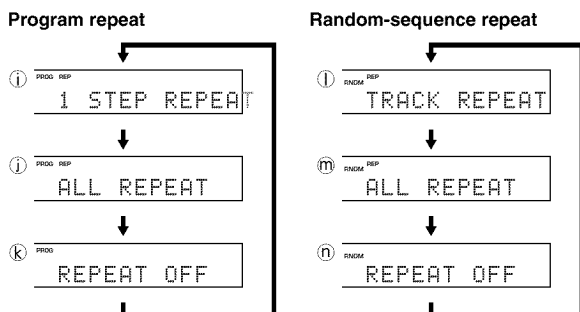 Program repeat
ⓘ PROG REP
1 STEP REPEAT
ⓙ PROG REP
ALL REPEAT
ⓚ PROG
REPEAT OFF
Random-sequence repeat
ⓛ RNDM REP
TRACK REPEAT
ⓜ RNDM REP
ALL REPEAT
ⓝ RNDM
REPEAT OFF